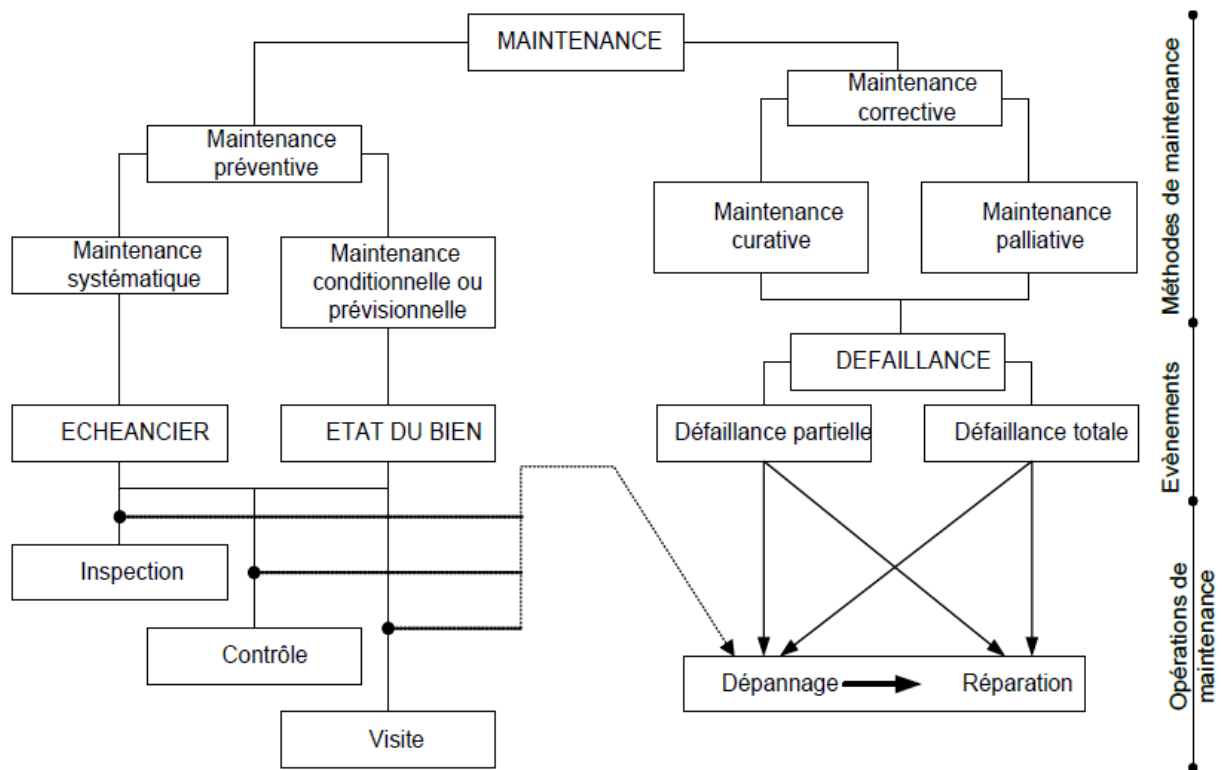 MAINTENANCE
Maintenance
corrective
Maintenance
préventive
Maintenance
curative
Maintenance
palliative
Maintenance
systématique
Maintenance
conditionnelle ou
prévisionnelle
DEFAILLANCE
ECHEANCIER
ETAT DU BIEN
Défaillance partielle
Défaillance totale
Inspection
Contrôle
Visite
Dépannage
Réparation
Méthodes de maintenance
Evènements
Opérations de
maintenance